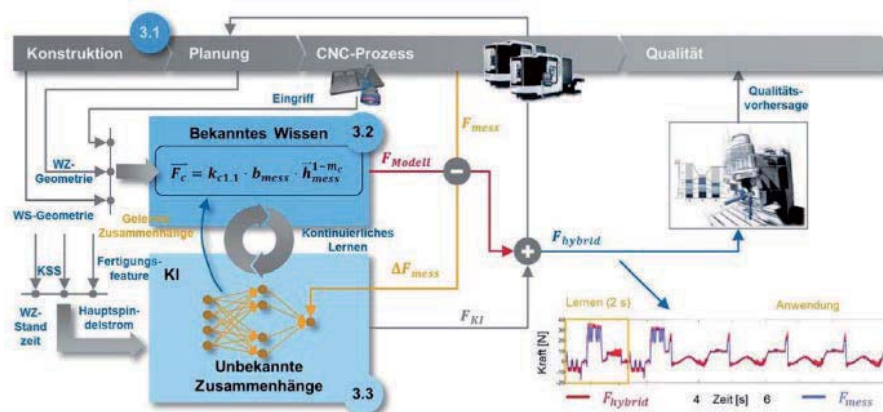 3.1
Konstruktion
Planung
CNC-Prozess
Qualität
Eingriff
Qualitäts-
vorhersage
Bekanntes Wissen
3.2
F_mess
WZ-
Geometrie
F_c = k_c1.1 · b_mess · h_mess^1-m_c
F_Modell
WS-Geometrie
Gelernte
Zusammenhänge
Kontinuierliches
Lernen
F_hybrid
KSS
Fertigungs-
feature
KI
ΔF_mess
WZ-
Stand
zeit
Hauptspin-
delstrom
F_KI
Unbekannte
Zusammenhänge
3.3
Lernen (2 s)
Anwendung
Kraft [N]
4 Zeit [s] 6
F_hybrid
F_mess